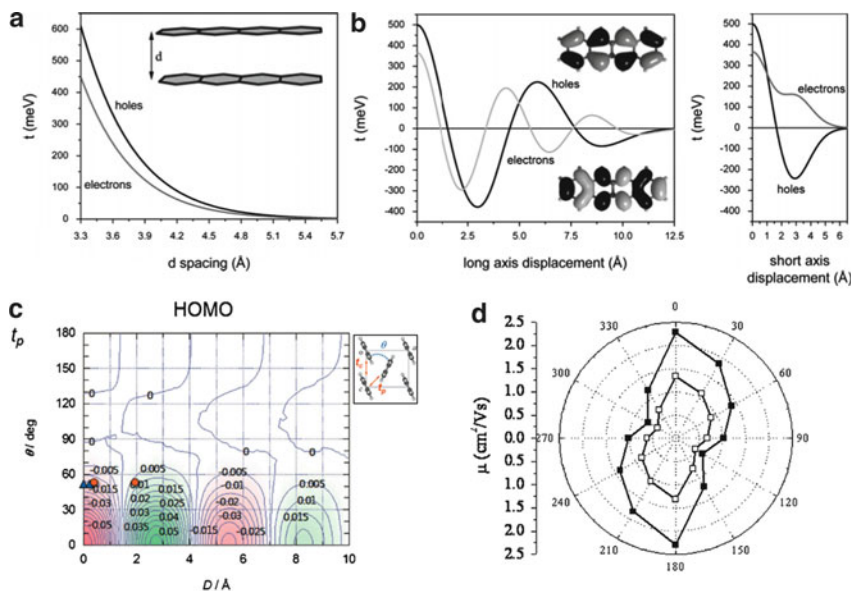 a
t (meV)
600
500
400
300
200
100
0
d
holes
electrons
3.3 3.6 3.9 4.2 4.5 4.8 5.1 5.4 5.7
d spacing (Å)
b
t (meV)
500
400
300
200
100
0
-100
-200
-300
-400
holes
electrons
0 2.5 5.0 7.5 10.0 12.5
long axis displacement (Å)
t (meV)
500
400
300
200
100
0
100
200
300
400
electrons
holes
0 1 2 3 4 5 6
short axis
displacement (Å)
c
HOMO
tp
θ/ deg
180
150
120
90
60
30
0
0
0
0
0
0
-0.005 0.005 -0.005 0.005
-0.015 0.01 0.015 -0.01 0.01
-0.03 0.02 0.025 -0.02 0.015
0.03 0.04 -0.03
-0.05 0.035 0.05 -0.025
0 2 4 6 8 10
D / Å
θ
tc
tp
d
μ (cm²/Vs)
2.5
2.0
1.5
1.0
0.5
0.0
0.5
1.0
1.5
2.0
2.5
0
30
60
90
120
150
180
210
240
270
300
330